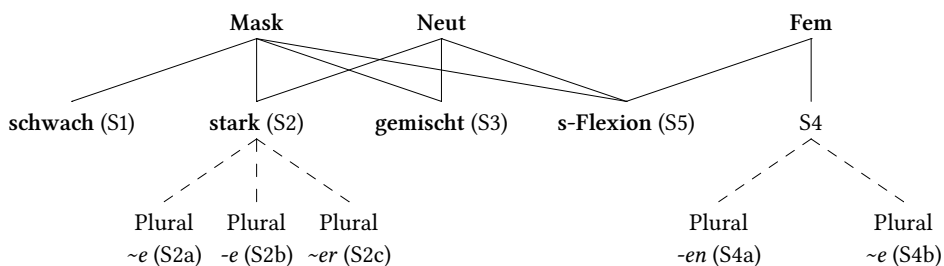 Mask Neut Fem
schwach (S1) stark (S2) gemischt (S3) s-Flexion (S5) S4
Plural Plural Plural Plural Plural
~e (S2a) -e (S2b) ~er (S2c) -en (S4a) ~e (S4b)